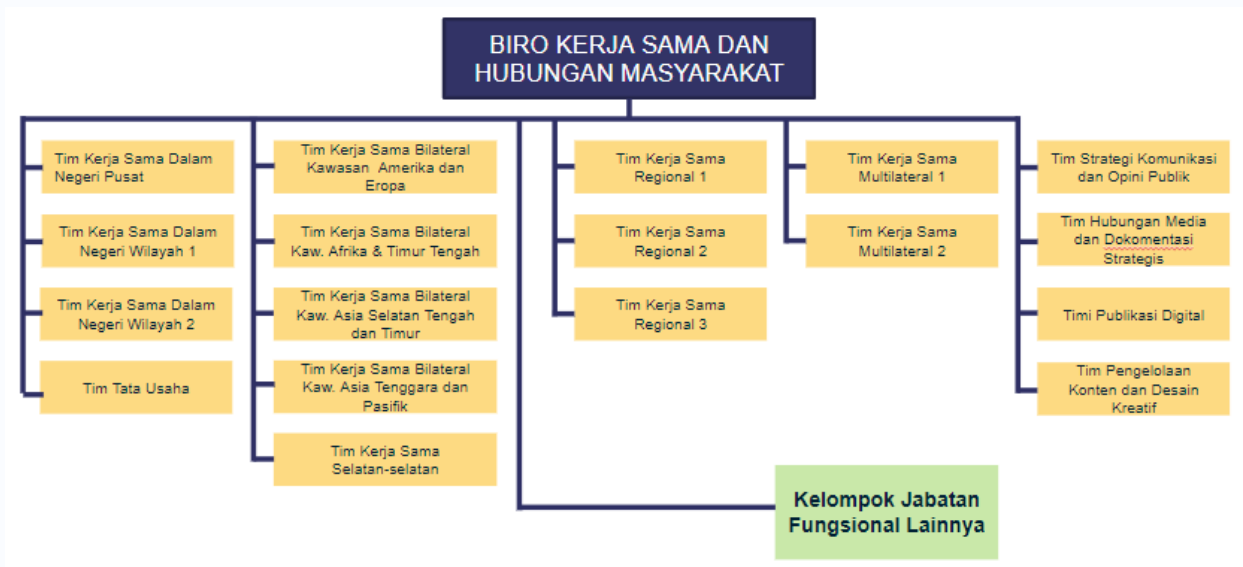 BIRO KERJA SAMA DAN
HUBUNGAN MASYARAKAT
Tim Kerja Sama Dalam
Negeri Pusat
Tim Kerja Sama Dalam
Negeri Wilayah 1
Tim Kerja Sama Dalam
Negeri Wilayah 2
Tim Tata Usaha
Tim Kerja Sama Bilateral
Kawasan Amerika dan
Eropa
Tim Kerja Sama Bilateral
Kaw. Afrika & Timur Tengah
Tim Kerja Sama Bilateral
Kaw. Asia Selatan Tengah
dan Timur
Tim Kerja Sama Bilateral
Kaw. Asia Tenggara dan
Pasifik
Tim Kerja Sama
Selatan-selatan
Tim Kerja Sama
Regional 1
Tim Kerja Sama
Regional 2
Tim Kerja Sama
Regional 3
Tim Kerja Sama
Multilateral 1
Tim Kerja Sama
Multilateral 2
Tim Strategi Komunikasi
dan Opini Publik
Tim Hubungan Media
dan Dokomentasi
Strategis
Timi Publikasi Digital
Tim Pengelolaan
Konten dan Desain
Kreatif
Kelompok Jabatan
Fungsional Lainnya